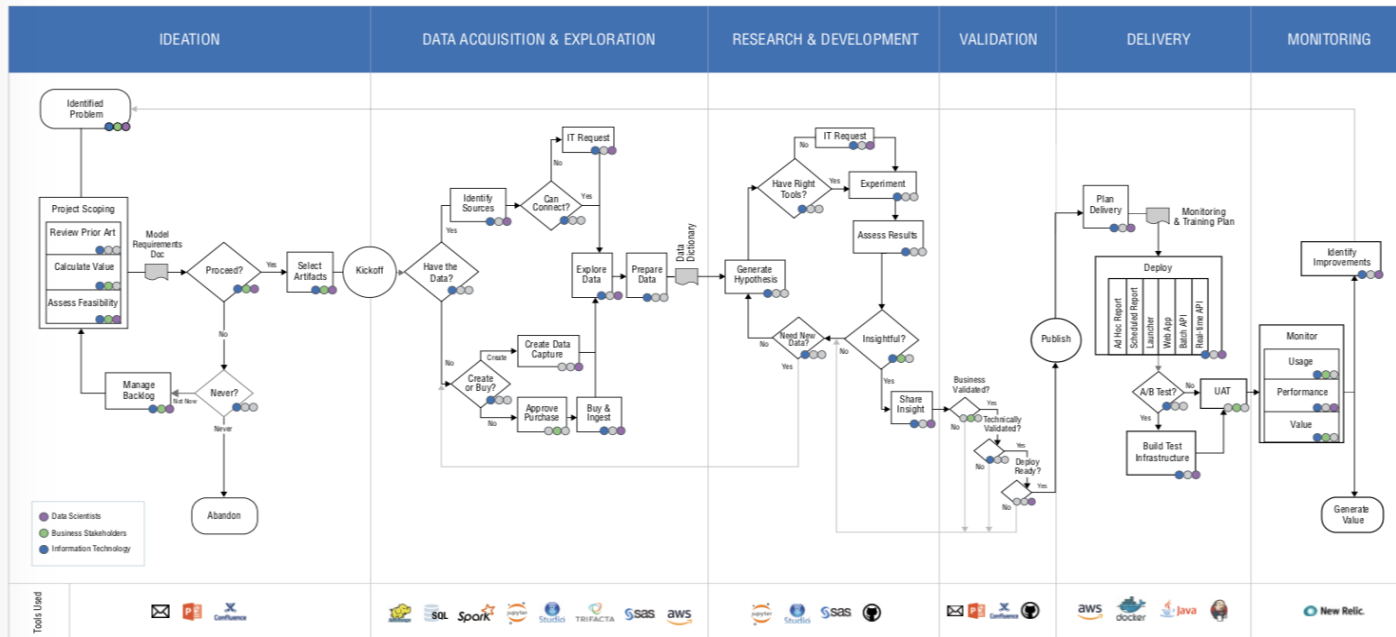 IDEATION
DATA ACQUISITION & EXPLORATION
RESEARCH & DEVELOPMENT
VALIDATION
DELIVERY
MONITORING
Identified
Problem
Project Scoping
Review Prior Art
Calculate Value
Assess Feasibility
Model
Requirements
Doc
Proceed?
Yes
No
Select
Artifacts
Never?
Not Now
Never
Manage
Backlog
Abandon
Kickoff
Have the
Data?
Yes
No
Identify
Sources
Can
Connect?
No
Yes
IT Request
Explore
Data
Prepare
Data
Data
Dictionary
Create
or Buy?
Create
No
Create Data
Capture
Approve
Purchase
Buy &
Ingest
Generate
Hypothesis
Have Right
Tools?
No
Yes
IT Request
Experiment
Assess Results
Insightful?
No
Yes
Need New
Data?
No
Yes
Share
Insight
Business
Validated?
Yes
No
Technically
Validated?
Yes
No
Deploy
Ready?
Yes
No
Publish
Plan
Delivery
Monitoring
& Training Plan
Deploy
Ad Hoc Report
Scheduled Report
Launcher
Web App
Batch API
Real-time API
A/B Test?
No
Yes
UAT
Build Test
Infrastructure
Monitor
Usage
Performance
Value
Identify
Improvements
Generate
Value
Data Scientists
Business Stakeholders
Information Technology
Tools Used
P
Confluence
SQL
Spark
jupyter
Studio
TRIFACTA
sas
aws
jupyter
Studio
sas
P
Confluence
aws
docker
Java
New Relic.